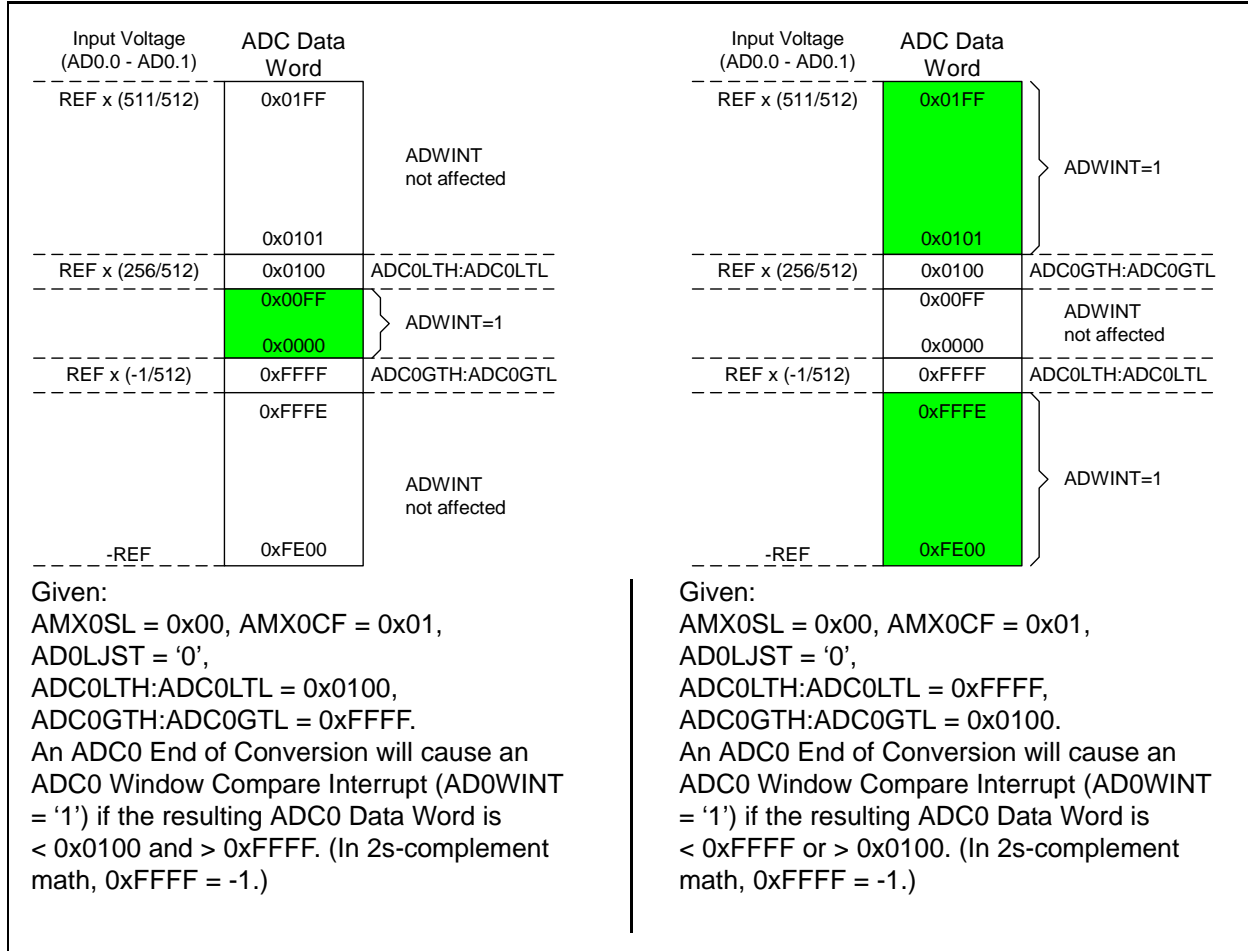 Input Voltage
(AD0.0 - AD0.1)
ADC Data
Word
REF x (511/512)
0x01FF
ADWINT
not affected
0x0101
REF x (256/512)
0x0100
ADC0LTH:ADC0LTL
0x00FF
ADWINT=1
0x0000
REF x (-1/512)
0xFFFF
ADC0GTH:ADC0GTL
0xFFFE
ADWINT
not affected
-REF
0xFE00
Given:
AMX0SL = 0x00, AMX0CF = 0x01,
AD0LJST = ‘0’,
ADC0LTH:ADC0LTL = 0x0100,
ADC0GTH:ADC0GTL = 0xFFFF.
An ADC0 End of Conversion will cause an
ADC0 Window Compare Interrupt (AD0WINT
= ‘1’) if the resulting ADC0 Data Word is
< 0x0100 and > 0xFFFF. (In 2s-complement
math, 0xFFFF = -1.)
Input Voltage
(AD0.0 - AD0.1)
ADC Data
Word
REF x (511/512)
0x01FF
ADWINT=1
0x0101
REF x (256/512)
0x0100
ADC0GTH:ADC0GTL
0x00FF
ADWINT
not affected
0x0000
REF x (-1/512)
0xFFFF
ADC0LTH:ADC0LTL
0xFFFE
ADWINT=1
-REF
0xFE00
Given:
AMX0SL = 0x00, AMX0CF = 0x01,
AD0LJST = ‘0’,
ADC0LTH:ADC0LTL = 0xFFFF,
ADC0GTH:ADC0GTL = 0x0100.
An ADC0 End of Conversion will cause an
ADC0 Window Compare Interrupt (AD0WINT
= ‘1’) if the resulting ADC0 Data Word is
< 0xFFFF or > 0x0100. (In 2s-complement
math, 0xFFFF = -1.)